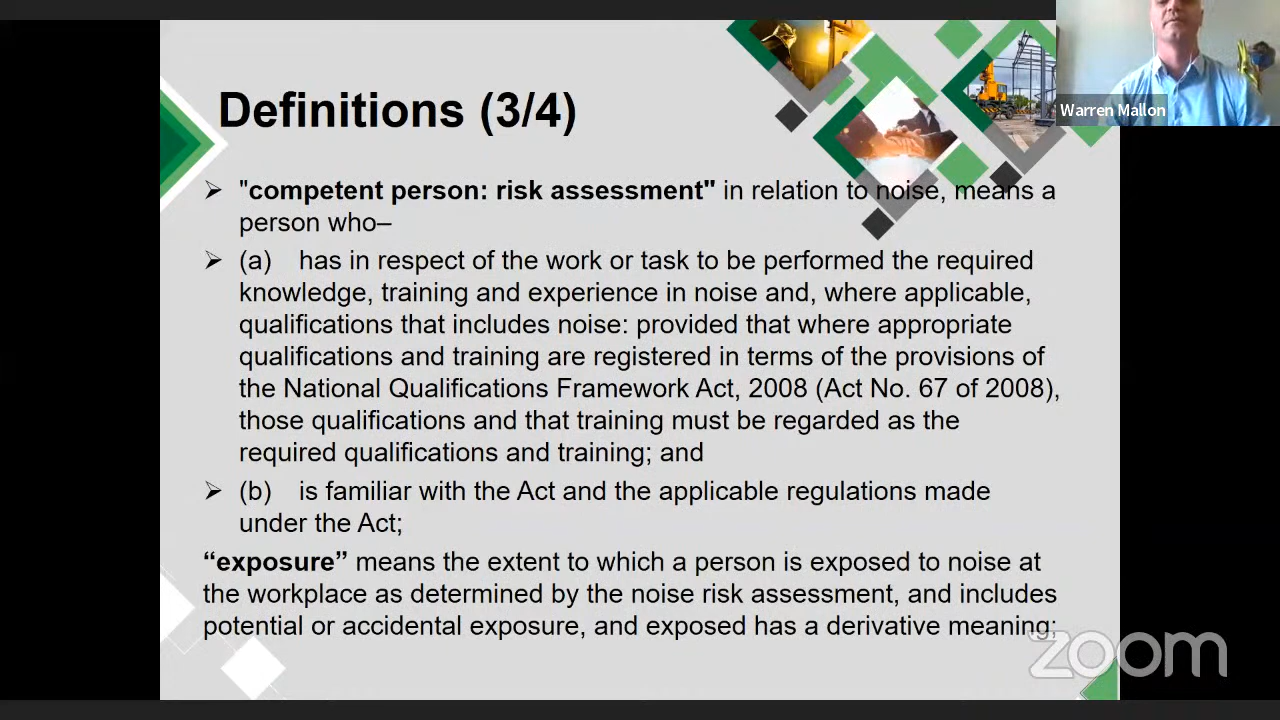 Definitions (3/4)
Warren Mallon
➢ "competent person: risk assessment" in relation to noise, means a
person who–
➢ (a) has in respect of the work or task to be performed the required
knowledge, training and experience in noise and, where applicable,
qualifications that includes noise: provided that where appropriate
qualifications and training are registered in terms of the provisions of
the National Qualifications Framework Act, 2008 (Act No. 67 of 2008),
those qualifications and that training must be regarded as the
required qualifications and training; and
➢ (b) is familiar with the Act and the applicable regulations made
under the Act;
“exposure” means the extent to which a person is exposed to noise at
the workplace as determined by the noise risk assessment, and includes
potential or accidental exposure, and exposed has a derivative meaning;
zoom